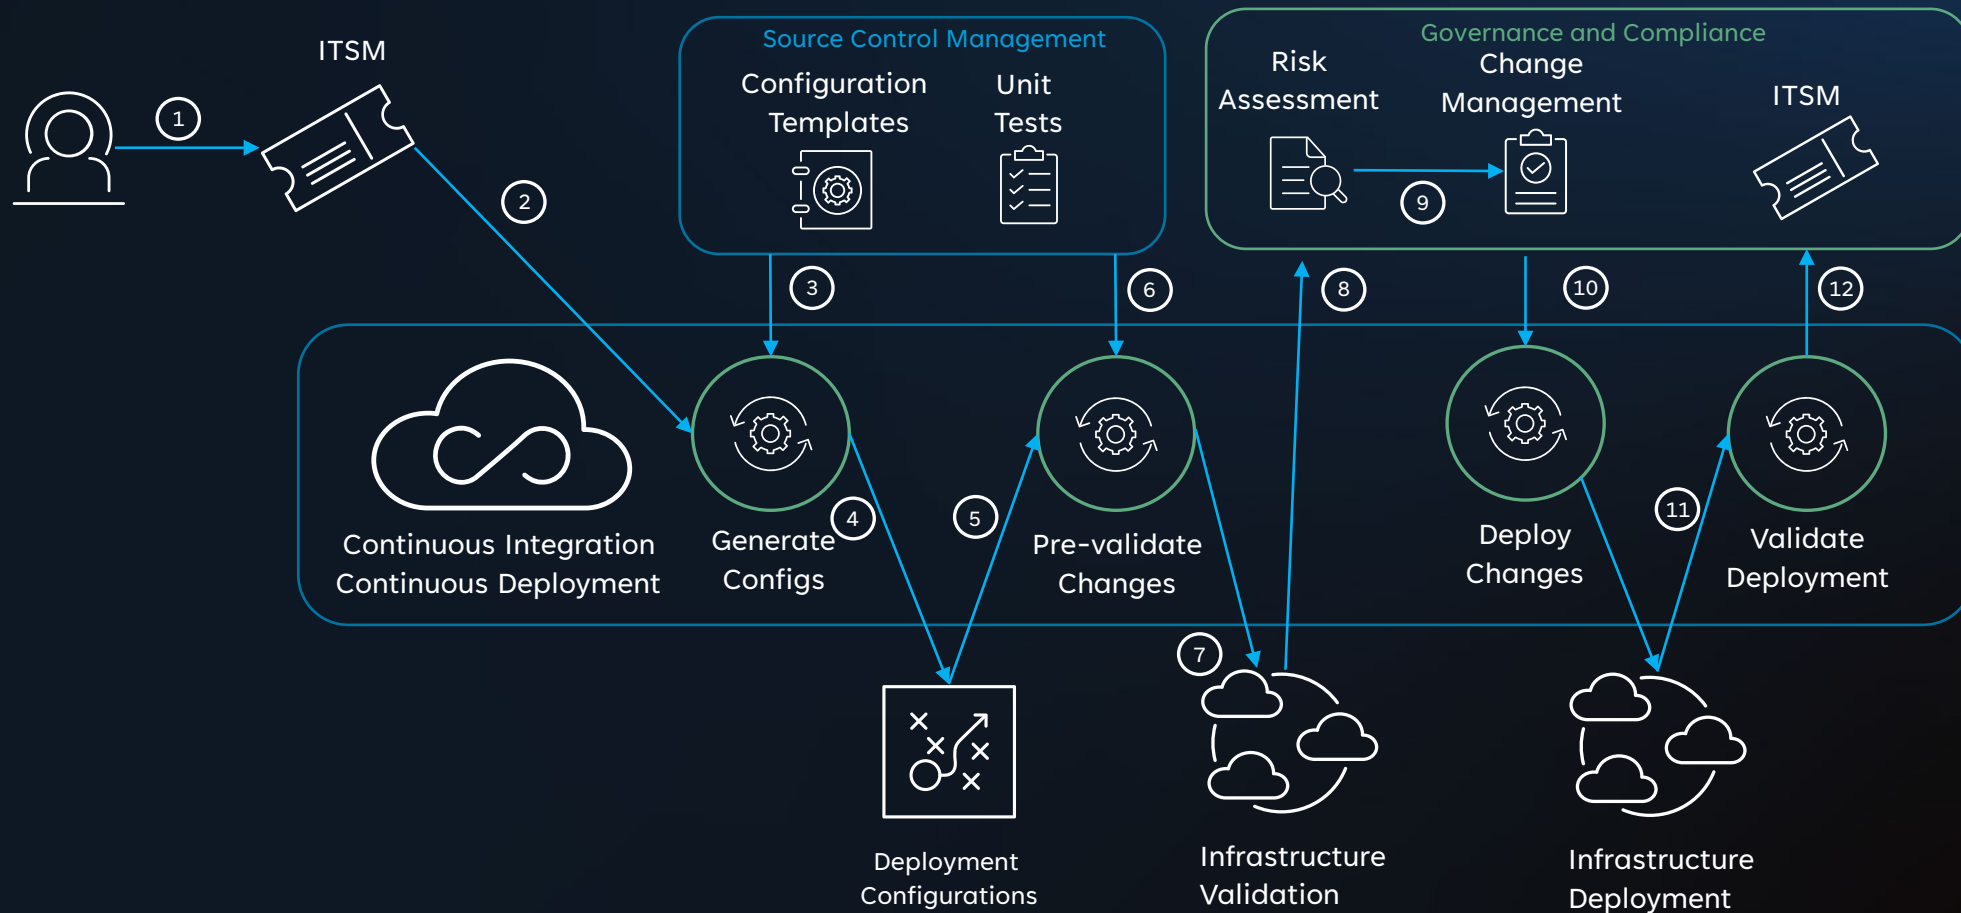 ITSM
1
2
Source Control Management
Configuration
Templates
Unit
Tests
Governance and Compliance
Risk
Assessment
Change
Management
ITSM
9
3
6
8
10
12
Continuous Integration
Continuous Deployment
Generate
Configs
4
5
Pre-validate
Changes
Deploy
Changes
11
Validate
Deployment
7
Deployment
Configurations
Infrastructure
Validation
Infrastructure
Deployment